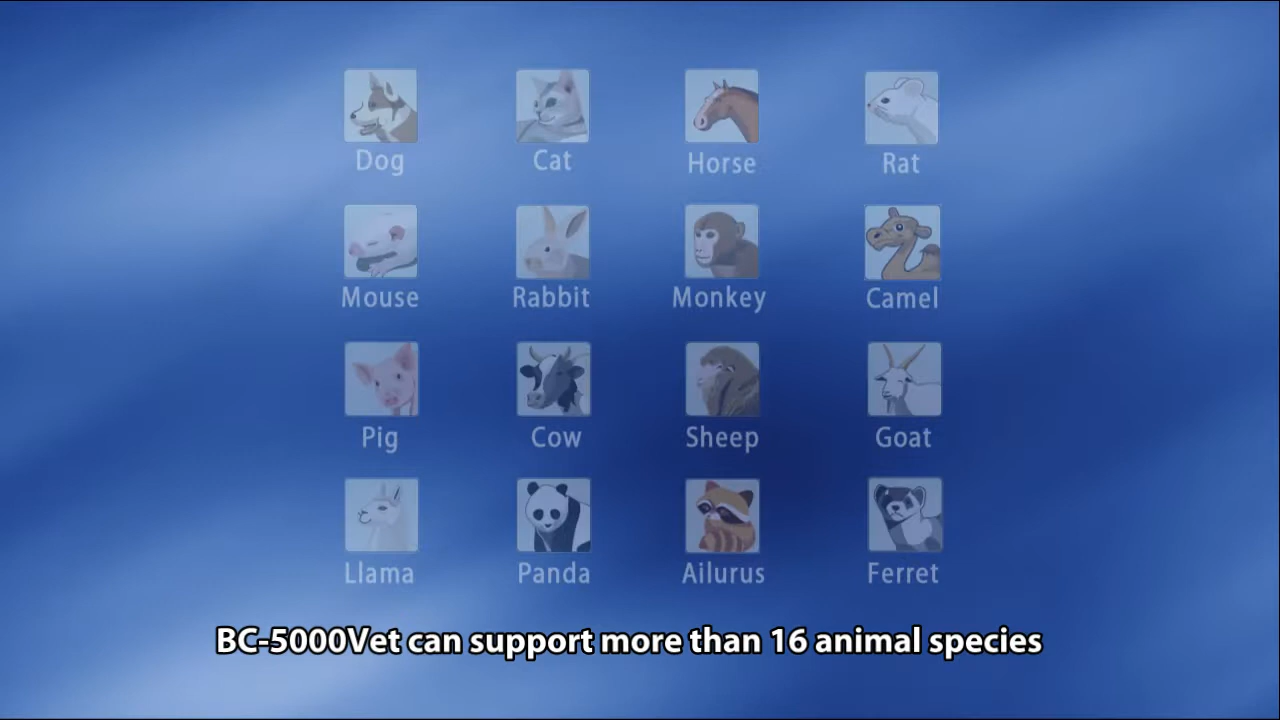 Dog Cat Horse Rat
Mouse Rabbit Monkey Camel
Pig Cow Sheep Goat
Llama Panda Ailurus Ferret
BC-5000Vet can support more than 16 animal species